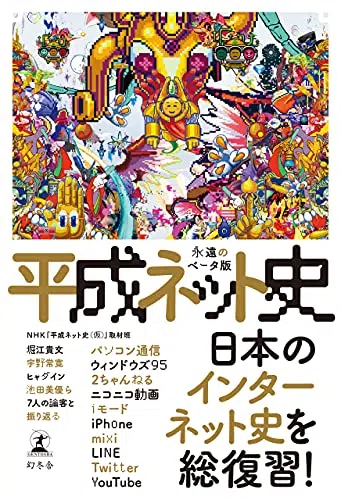 永遠の
ベータ版
平成ネット史
NHK「平成ネット史(仮)」取材班
堀江貴文
宇野常寛
ヒャダイン
池田美優ら
7人の論客と
振り返る
パソコン通信
ウィンドウズ95
2ちゃんねる
ニコニコ動画
iモード
iPhone
mixi
LINE
Twitter
YouTube
日本の
インター
ネット史を
総復習!
GENTOSHA
幻冬舎